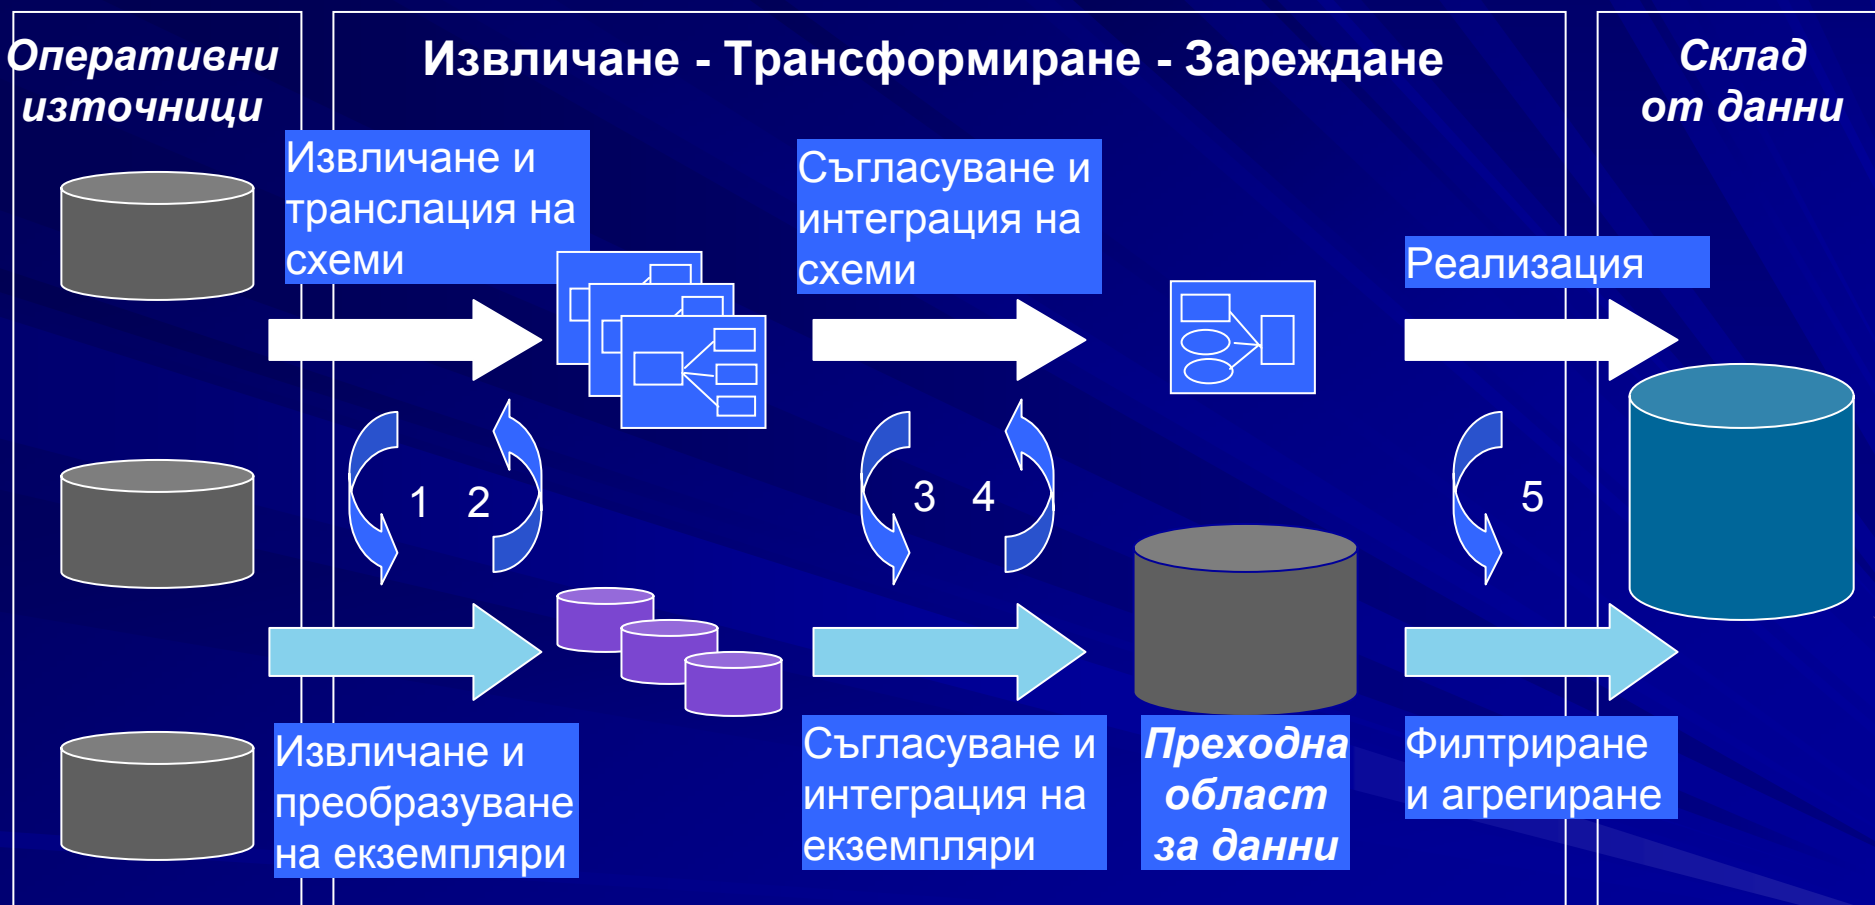 Оперативни
източници
Извличане - Трансформиране - Зареждане
Склад
от данни
Извличане и
транслация на
схеми
Съгласуване и
интеграция на
схеми
Реализация
1 2
3 4
5
Извличане и
преобразуване
на екземпляри
Съгласуване и
интеграция на
екземпляри
Преходна
област
за данни
Филтриране
и агрегиране